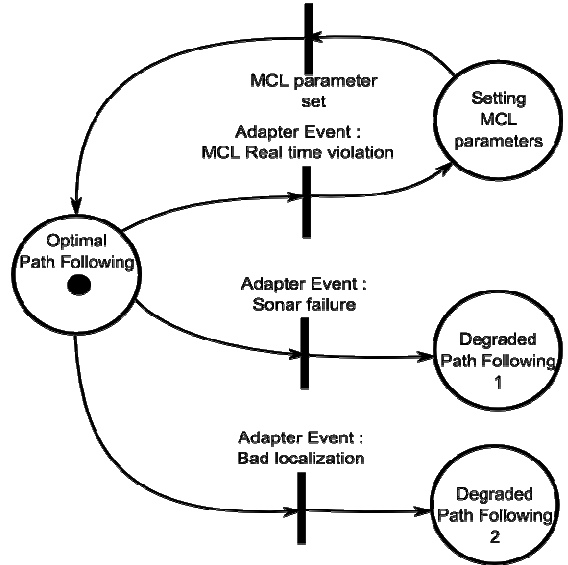 MCL parameter
set
Setting
MCL
parameters
Adapter Event :
MCL Real time violation
Optimal
Path Following
Adapter Event :
Sonar failure
Degraded
Path Following
1
Adapter Event :
Bad localization
Degraded
Path Following
2